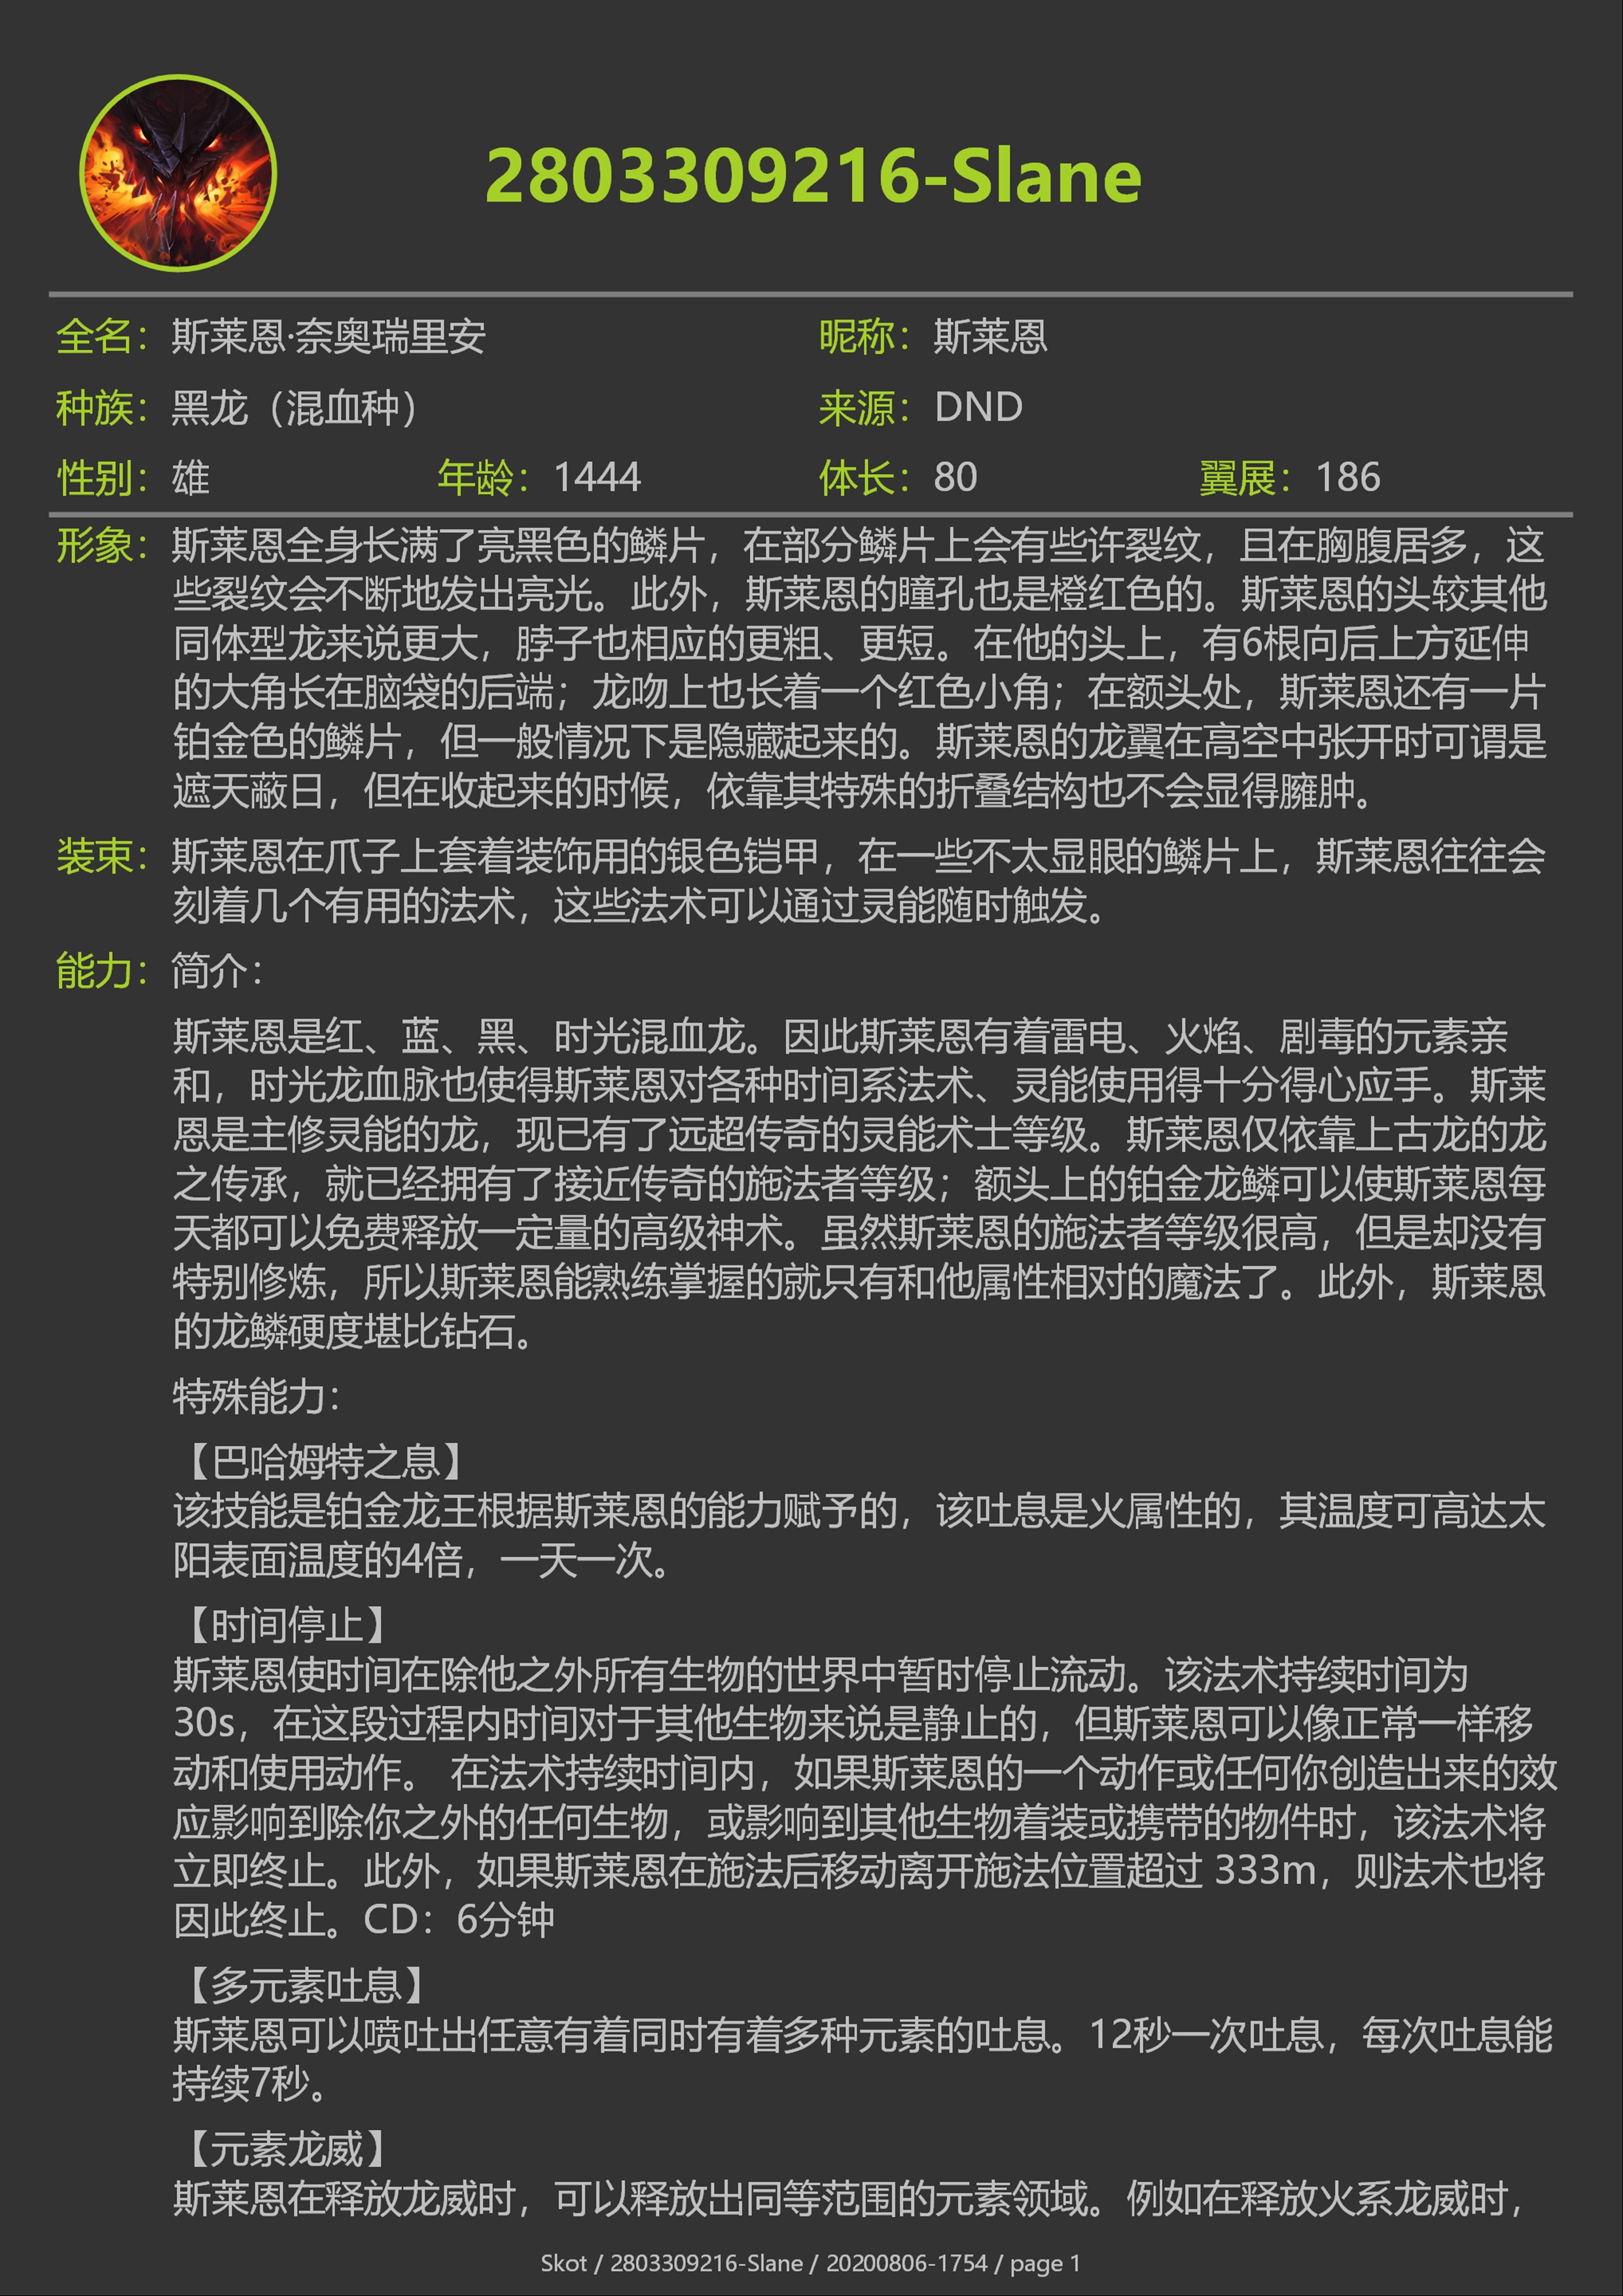 2803309216-Slane
全名：斯莱恩·奈奥瑞里安 昵称：斯莱恩
种族：黑龙（混血种） 来源：DND
性别：雄 年龄：1444 体长：80 翼展：186
形象：斯莱恩全身长满了亮黑色的鳞片，在部分鳞片上会有些许裂纹，且在胸腹居多，这
些裂纹会不断地发出亮光。此外，斯莱恩的瞳孔也是橙红色的。斯莱恩的头较其他
同体型龙来说更大，脖子也相应的更粗、更短。在他的头上，有6根向后上方延伸
的大角长在脑袋的后端；龙吻上也长着一个红色小角；在额头处，斯莱恩还有一片
铂金色的鳞片，但一般情况下是隐藏起来的。斯莱恩的龙翼在高空中张开时可谓是
遮天蔽日，但在收起来的时候，依靠其特殊的折叠结构也不会显得臃肿。
装束：斯莱恩在爪子上套着装饰用的银色铠甲，在一些不太显眼的鳞片上，斯莱恩往往会
刻着几个有用的法术，这些法术可以通过灵能随时触发。
能力：简介：
斯莱恩是红、蓝、黑、时光混血龙。因此斯莱恩有着雷电、火焰、剧毒的元素亲
和，时光龙血脉也使得斯莱恩对各种时间系法术、灵能使用得十分得心应手。斯莱
恩是主修灵能的龙，现已有了远超传奇的灵能术士等级。斯莱恩仅依靠上古龙的龙
之传承，就已经拥有了接近传奇的施法者等级；额头上的铂金龙鳞可以使斯莱恩每
天都可以免费释放一定量的高级神术。虽然斯莱恩的施法者等级很高，但是却没有
特别修炼，所以斯莱恩能熟练掌握的就只有和他属性相对的魔法了。此外，斯莱恩
的龙鳞硬度堪比钻石。
特殊能力：
【巴哈姆特之息】
该技能是铂金龙王根据斯莱恩的能力赋予的，该吐息是火属性的，其温度可高达太
阳表面温度的4倍，一天一次。
【时间停止】
斯莱恩使时间在除他之外所有生物的世界中暂时停止流动。该法术持续时间为
30s，在这段过程内时间对于其他生物来说是静止的，但斯莱恩可以像正常一样移
动和使用动作。 在法术持续时间内，如果斯莱恩的一个动作或任何你创造出来的效
应影响到除你之外的任何生物，或影响到其他生物着装或携带的物件时，该法术将
立即终止。此外，如果斯莱恩在施法后移动离开施法位置超过 333m，则法术也将
因此终止。CD：6分钟
【多元素吐息】
斯莱恩可以喷吐出任意有着同时有着多种元素的吐息。12秒一次吐息，每次吐息能
持续7秒。
【元素龙威】
斯莱恩在释放龙威时，可以释放出同等范围的元素领域。例如在释放火系龙威时，
Skot / 2803309216-Slane / 20200806-1754 / page 1